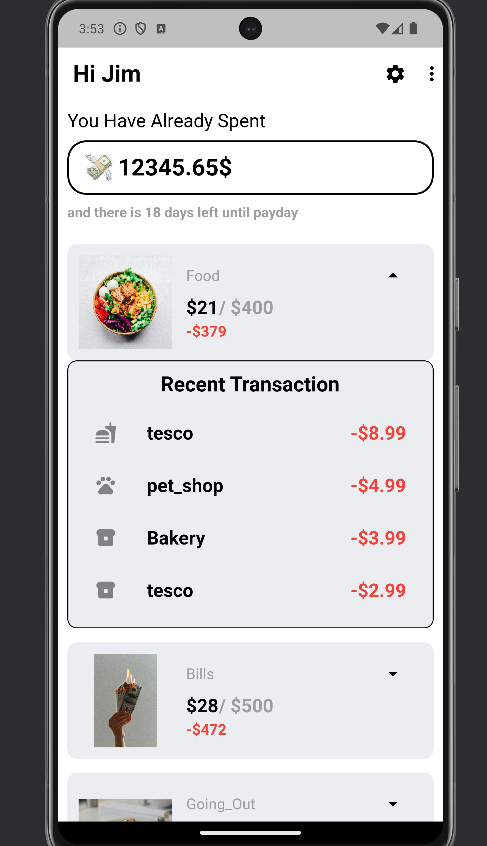 3:53
Hi Jim
You Have Already Spent
12345.65$
and there is 18 days left until payday
Food
$21/ $400
-$379
Recent Transaction
tesco -$8.99
pet_shop -$4.99
Bakery -$3.99
tesco -$2.99
Bills
$28/ $500
-$472
Going_Out